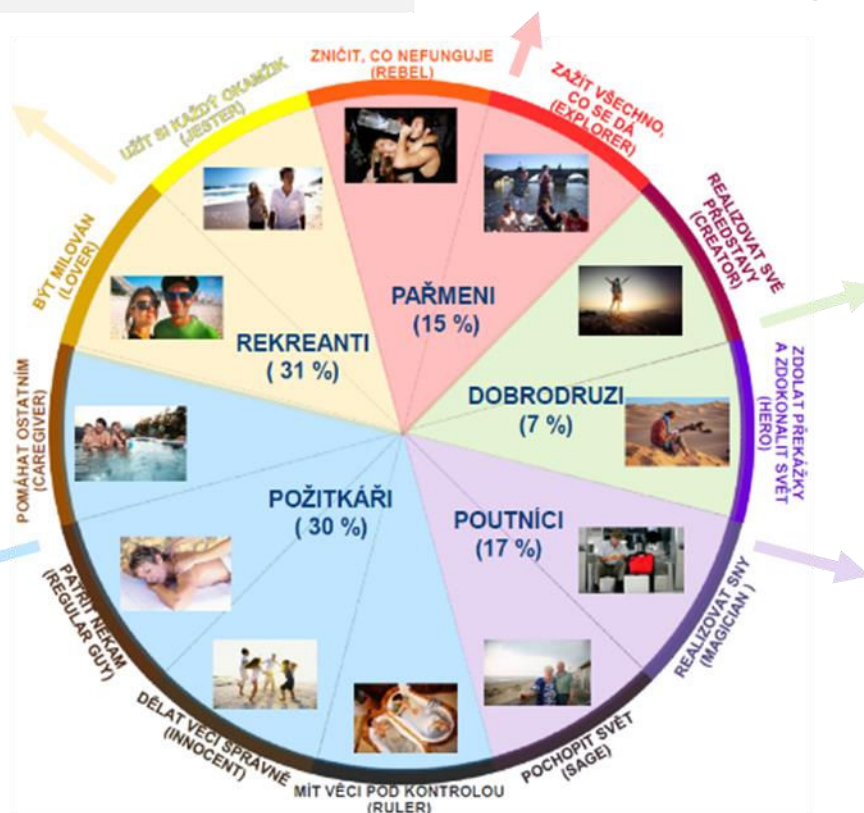 ZNIČIT, CO NEFUNGUJE
(REBEL)
ZAŽÍT VŠECHNO,
CO SE DÁ
(EXPLORER)
REALIZOVAT SVÉ
PŘEDSTAVY
(CREATOR)
ZDOLAT PŘEKÁŽKY
A ZDOKONALIT SVĚT
(HERO)
REALIZOVAT SNY
(MAGICIAN )
POCHOPIT SVĚT
(SAGE)
MÍT VĚCI POD KONTROLOU
(RULER)
DĚLAT VĚCI SPRÁVNĚ
(INNOCENT)
PATŘIT NĚKAM
(REGULAR GUY)
POMÁHAT OSTATNÍM
(CAREGIVER)
BÝT MILOVÁN
(LOVER)
UŽÍT SI KAŽDÝ OKAMŽIK
(JESTER)
PAŘMENI
(15 %)
REKREANTI
( 31 %)
DOBRODRUZI
(7 %)
POŽITKÁŘI
( 30 %)
POUTNÍCI
(17 %)